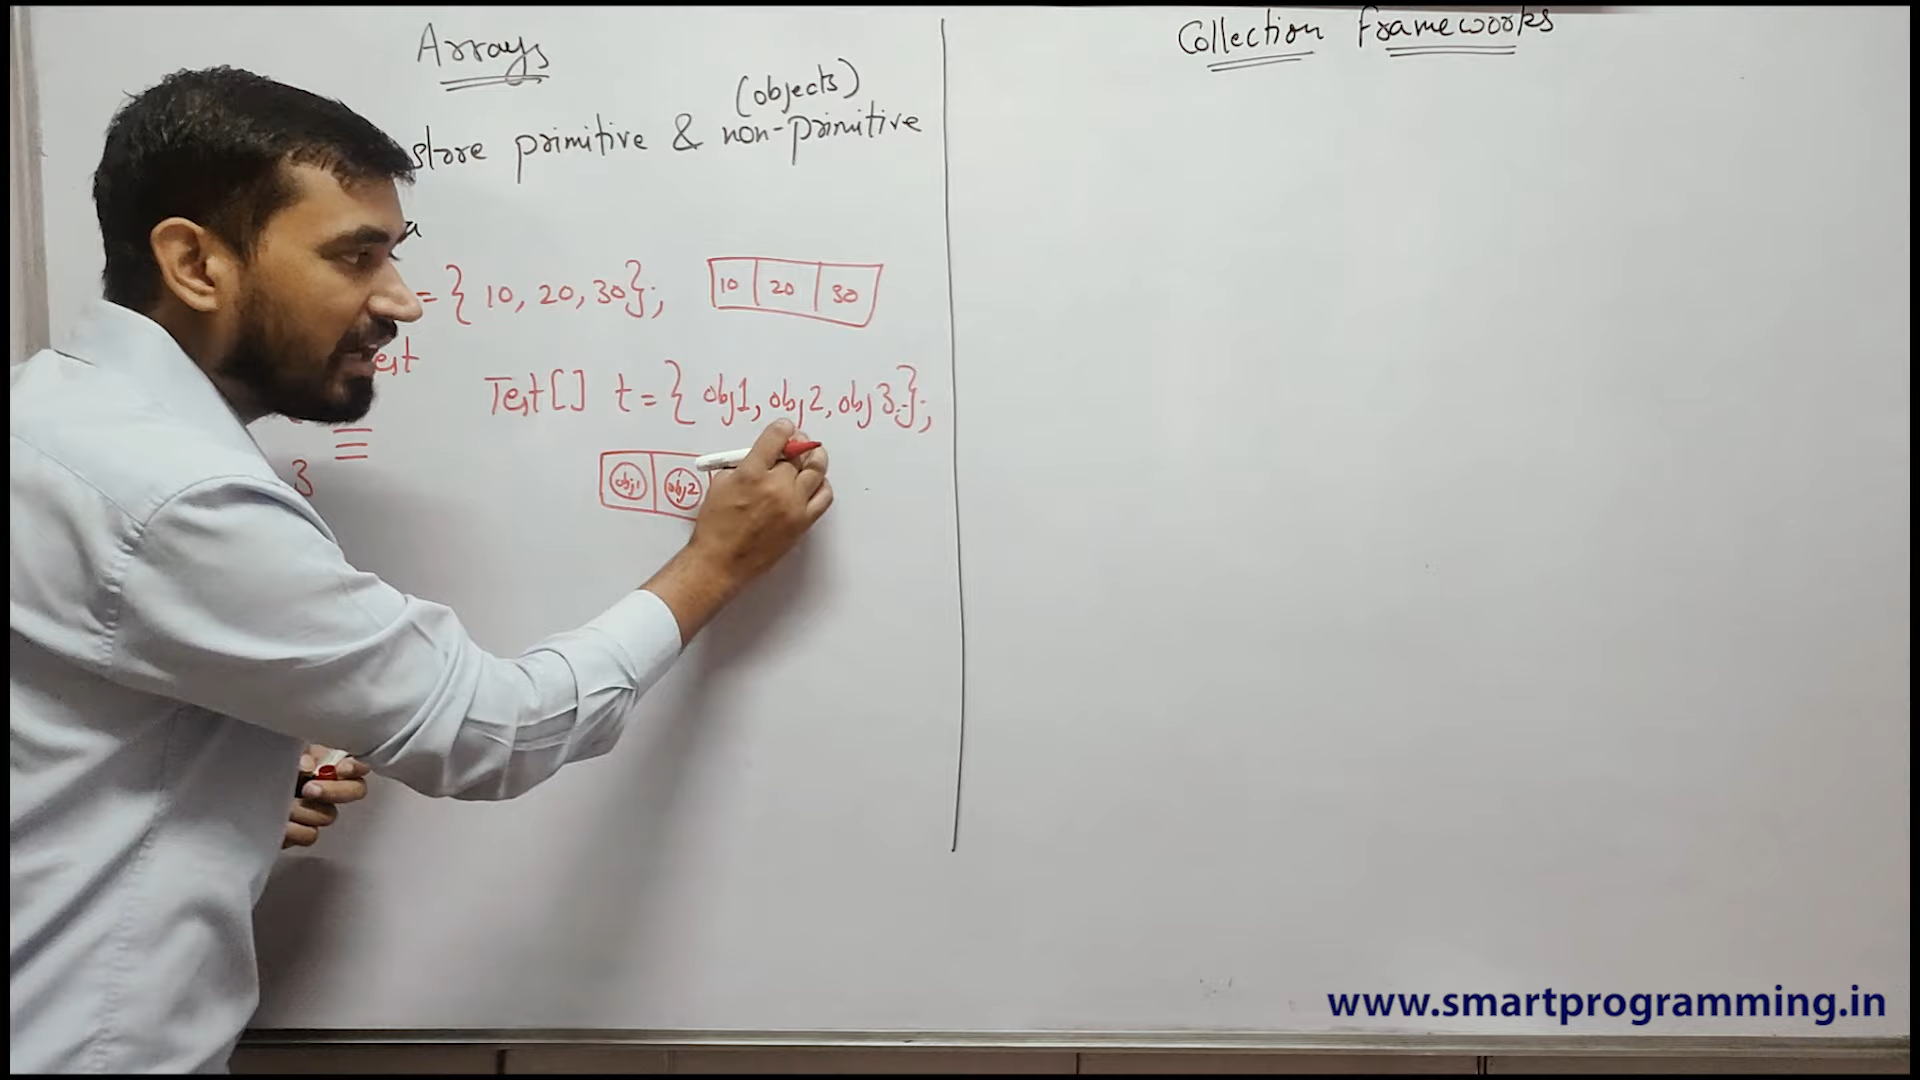 Arrays
(objects)
store primitive & non-primitive
= { 10, 20, 30};
10 20 30
Test[] t = { obj1, obj2, obj3 };
obj1 obj2
3
Collection Frameworks
www.smartprogramming.in